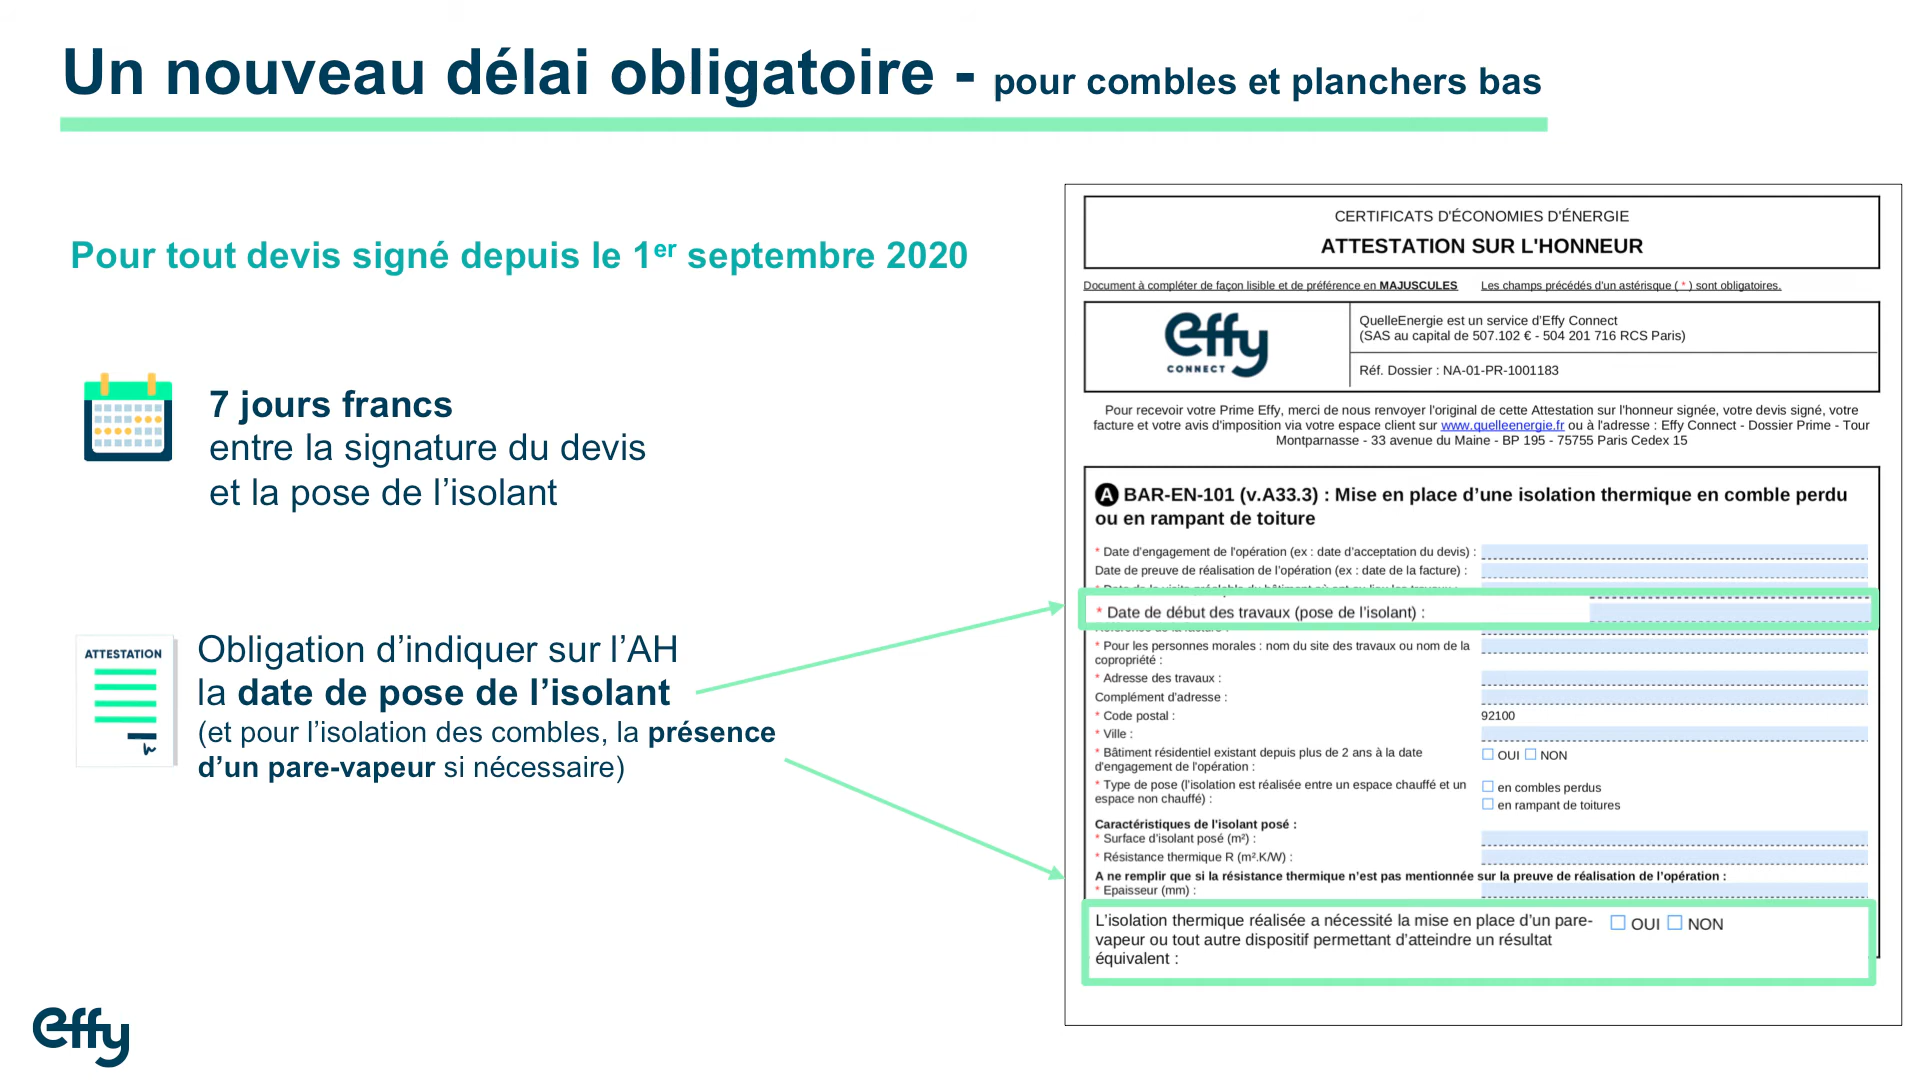 Un nouveau délai obligatoire - pour combles et planchers bas
Pour tout devis signé depuis le 1er septembre 2020
7 jours francs
entre la signature du devis
et la pose de l’isolant
ATTESTATION
Obligation d’indiquer sur l’AH
la date de pose de l’isolant
(et pour l’isolation des combles, la présence
d’un pare-vapeur si nécessaire)
effy
CERTIFICATS D'ÉCONOMIES D'ÉNERGIE
ATTESTATION SUR L'HONNEUR
Document à compléter de façon lisible et de préférence en MAJUSCULES Les champs précédés d’un astérisque ( * ) sont obligatoires.
effy
CONNECT
QuelleEnergie est un service d’Effy Connect
(SAS au capital de 507.102 € - 504 201 716 RCS Paris)
Réf. Dossier : NA-01-PR-1001183
Pour recevoir votre Prime Effy, merci de nous renvoyer l'original de cette Attestation sur l'honneur signée, votre devis signé, votre
facture et votre avis d'imposition via votre espace client sur www.quelleenergie.fr ou à l'adresse : Effy Connect - Dossier Prime - Tour
Montparnasse - 33 avenue du Maine - BP 195 - 75755 Paris Cedex 15
A BAR-EN-101 (v.A33.3) : Mise en place d’une isolation thermique en comble perdu
ou en rampant de toiture
* Date d’engagement de l'opération (ex : date d’acceptation du devis) :
Date de preuve de réalisation de l’opération (ex : date de la facture) :
* Date de début des travaux (pose de l’isolant) :
* Pour les personnes morales : nom du site des travaux ou nom de la
copropriété :
* Adresse des travaux :
Complément d’adresse :
* Code postal : 92100
* Ville :
* Bâtiment résidentiel existant depuis plus de 2 ans à la date
d'engagement de l'opération : OUI NON
* Type de pose (l’isolation est réalisée entre un espace chauffé et un
espace non chauffé) : en combles perdus
en rampant de toitures
Caractéristiques de l'isolant posé :
* Surface d’isolant posé (m²) :
* Résistance thermique R (m².K/W) :
A ne remplir que si la résistance thermique n’est pas mentionnée sur la preuve de réalisation de l’opération :
* Epaisseur (mm) :
L’isolation thermique réalisée a nécessité la mise en place d’un pare- OUI NON
vapeur ou tout autre dispositif permettant d’atteindre un résultat
équivalent :